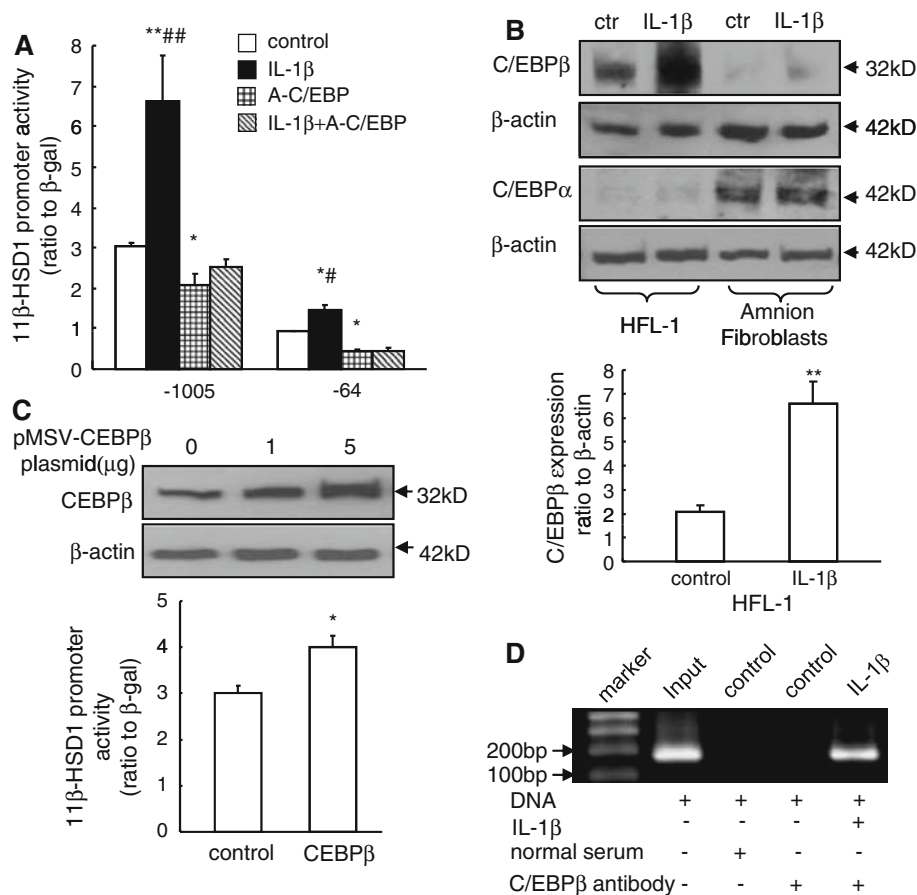 A
**##
control
IL-1β
A-C/EBP
IL-1β+A-C/EBP
8
7
6
5
4
3
2
1
0
11β-HSD1 promoter activity
(ratio to β-gal)
*
*#
*
-1005
-64
B
ctr IL-1β ctr IL-1β
C/EBPβ 32kD
β-actin 42kD
C/EBPα 42kD
β-actin 42kD
HFL-1
Amnion
Fibroblasts
8
7
6
5
4
3
2
1
0
C/EBPβ expression
ratio to β-actin
**
control IL-1β
HFL-1
C
pMSV-CEBPβ
plasmid(μg)
0 1 5
CEBPβ 32kD
β-actin 42kD
5
4
3
2
1
0
11β-HSD1 promoter
activity
(ratio to β-gal)
*
control CEBPβ
D
marker Input control control IL-1β
200bp
100bp
DNA + + + +
IL-1β - - - +
normal serum - + - -
C/EBPβ antibody - - + +